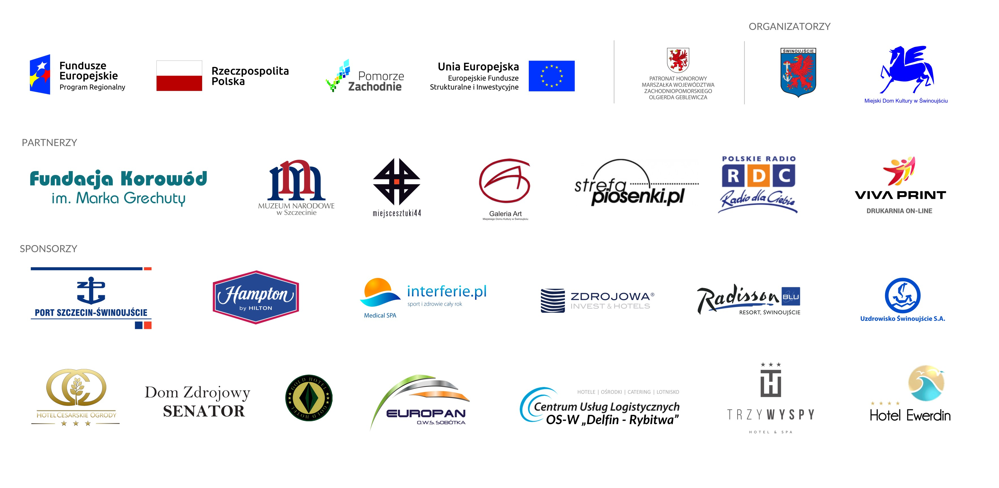 ORGANIZATORZY
Fundusze
Europejskie
Program Regionalny
Rzeczpospolita
Polska
Pomorze
Zachodnie
Unia Europejska
Europejskie Fundusze
Strukturalne i Inwestycyjne
PATRONAT HONOROWY
MARSZAŁKA WOJEWÓDZTWA
ZACHODNIOPOMORSKIEGO
OLGIERDA GEBLEWICZA
ŚWINOUJŚCIE
Miejski Dom Kultury w Świnoujściu
PARTNERZY
Fundacja Korowód
im. Marka Grechuty
MUZEUM NARODOWE
w Szczecinie
miejscesztuki44
Galeria Art
Miejskiego Domu Kultury w Świnoujściu
strefa
piosenki.pl
POLSKIE RADIO
RDC
Radio dla Ciebie
VIVA PRINT
DRUKARNIA ON-LINE
SPONSORZY
ZP
PORT SZCZECIN-ŚWINOUJŚCIE
Hampton
by HILTON
interferie.pl
sport i zdrowie cały rok
Medical SPA
ZDROJOWA®
INVEST & HOTELS
Radisson BLU
RESORT, ŚWINOUJŚCIE
Uzdrowisko Świnoujście S.A.
HOTEL CESARSKIE OGRODY
Dom Zdrojowy
SENATOR
GOLD HOTEL
GOLD HOTEL
EUROPAN
O.W.S. SOBÓTKA
HOTELE | OŚRODKI | CATERING | LOTNISKO
Centrum Usług Logistycznych
OS-W „Delfin - Rybitwa”
TRZYWYSPY
HOTEL & SPA
Hotel Ewerdin